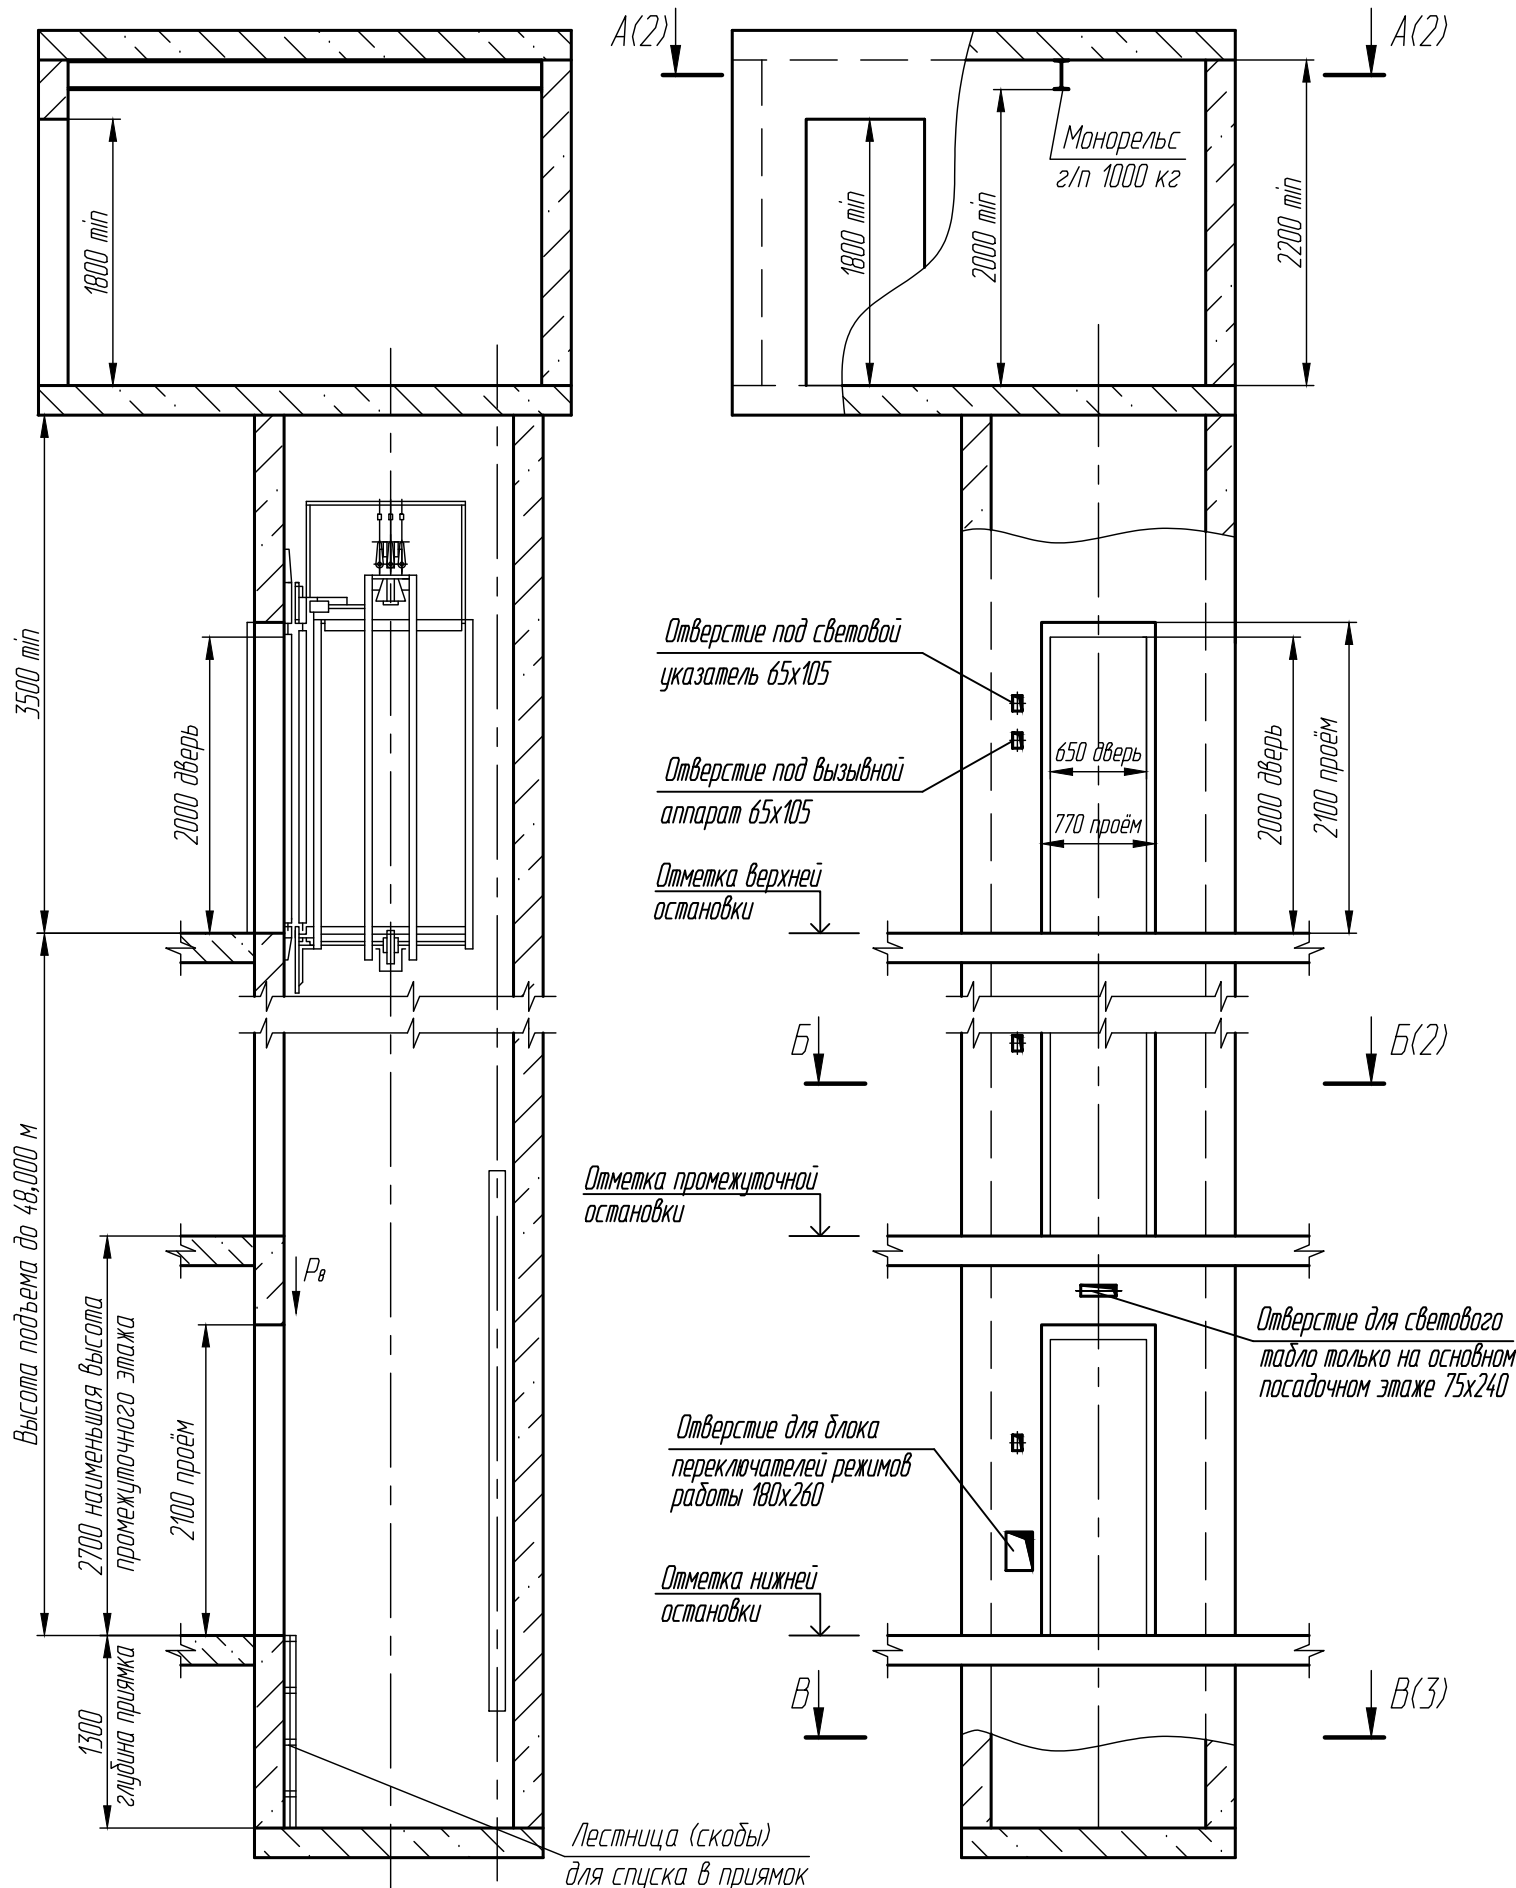 А(2)
А(2)
Монорельс
г/п 1000 кг
1800 min
1800 min
2000 min
2200 min
3500 min
2000 дверь
Отверстие под световой
указатель 65х105
Отверстие под вызывной
аппарат 65х105
650 дверь
770 проём
2000 дверь
2100 проём
Отметка верхней
остановки
Б
Б(2)
Высота подъема до 48,000 м
Отметка промежуточной
остановки
Рв
2700 наименьшая высота
промежуточного этажа
2100 проём
Отверстие для светового
табло только на основном
посадочном этаже 75х240
Отверстие для блока
переключателей режимов
работы 180х260
Отметка нижней
остановки
1300
глубина приямка
В
В(3)
Лестница (скобы)
для спуска в приямок